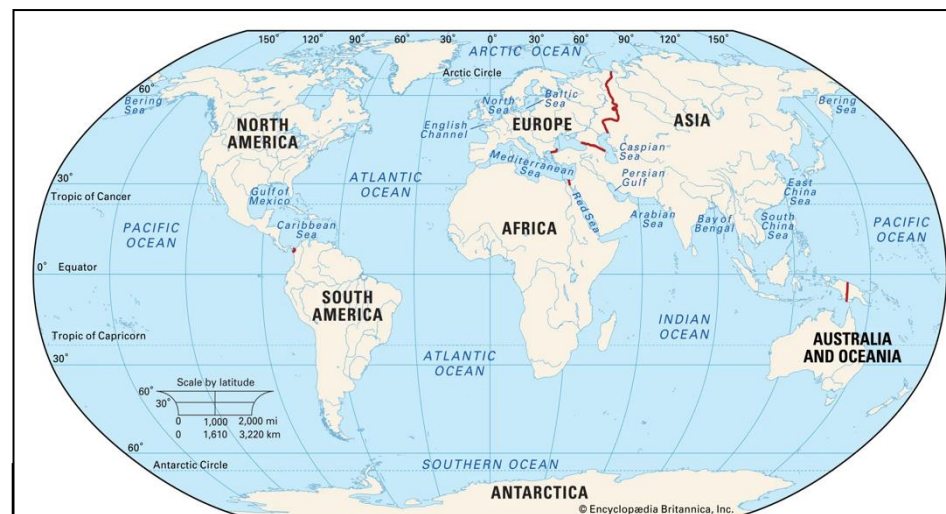 150° 120° 90° 60° 30° 0° 30° 60° 90° 120° 150°
ARCTIC OCEAN
Arctic Circle
60°
Bering
Sea
North
Sea
Baltic
Sea
Bering
Sea
NORTH
AMERICA
English
Channel
EUROPE
ASIA
Caspian
Sea
Mediterranean
Sea
ATLANTIC
OCEAN
Persian
Gulf
30°
Tropic of Cancer
Gulf of
Mexico
Red Sea
East
China
Sea
Arabian
Sea
Bay of
Bengal
South
China
Sea
PACIFIC
OCEAN
Caribbean
Sea
AFRICA
PACIFIC
OCEAN
0° Equator
SOUTH
AMERICA
INDIAN
OCEAN
Tropic of Capricorn
AUSTRALIA
AND OCEANIA
30°
ATLANTIC
OCEAN
60°
30°
0°
Scale by latitude
0 1,000 2,000 mi
0 1,610 3,220 km
60°
Antarctic Circle
SOUTHERN OCEAN
ANTARCTICA
© Encyclopædia Britannica, Inc.